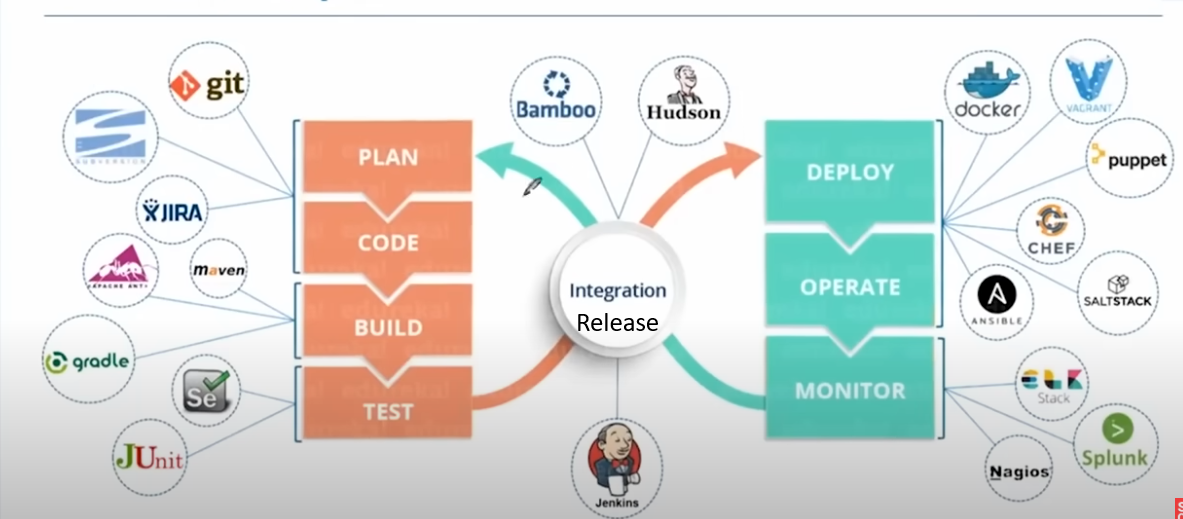 git
SUBVERSION
JIRA
APACHE ANT
maven
gradle
Se
JUnit
PLAN
CODE
BUILD
TEST
Bamboo
Hudson
Integration
Release
Jenkins
DEPLOY
OPERATE
MONITOR
docker
VAGRANT
puppet
CHEF
SALTSTACK
ANSIBLE
ELK
Stack
Splunk
Nagios